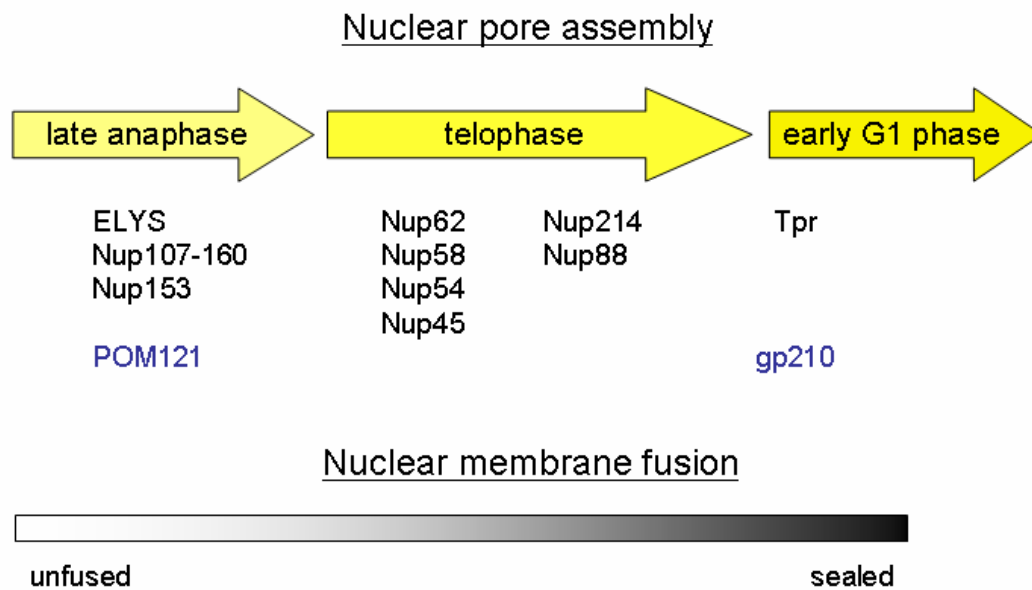 Nuclear pore assembly
late anaphase telophase early G1 phase
ELYS Nup62 Nup214 Tpr
Nup107-160 Nup58 Nup88
Nup153 Nup54
Nup45
POM121 gp210
Nuclear membrane fusion
unfused sealed